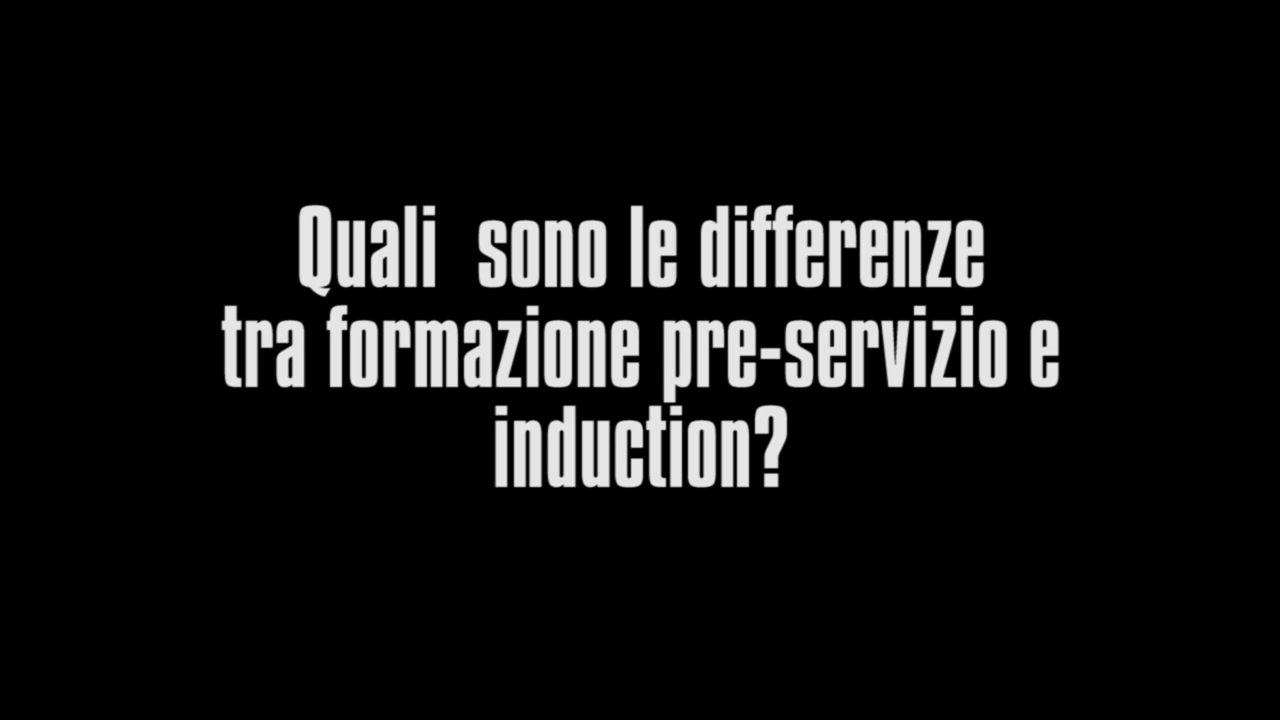 Quali  sono le differenze
tra formazione pre-servizio e
induction?